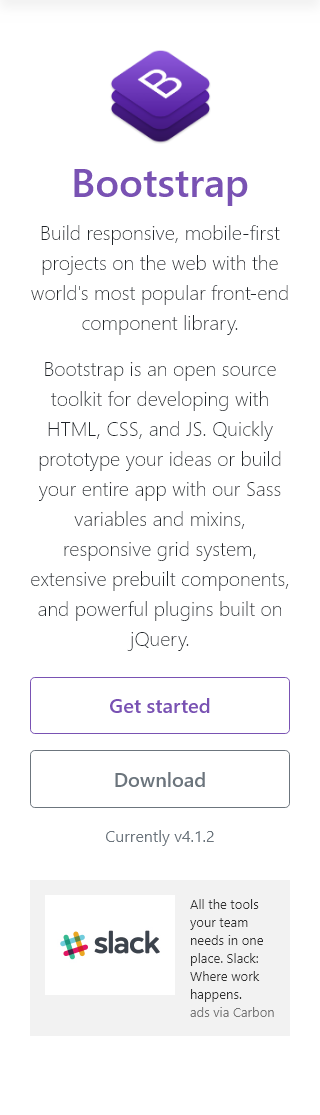 B
Bootstrap
Build responsive, mobile-first
projects on the web with the
world's most popular front-end
component library.
Bootstrap is an open source
toolkit for developing with
HTML, CSS, and JS. Quickly
prototype your ideas or build
your entire app with our Sass
variables and mixins,
responsive grid system,
extensive prebuilt components,
and powerful plugins built on
jQuery.
Get started
Download
Currently v4.1.2
slack
All the tools
your team
needs in one
place. Slack:
Where work
happens.
ads via Carbon